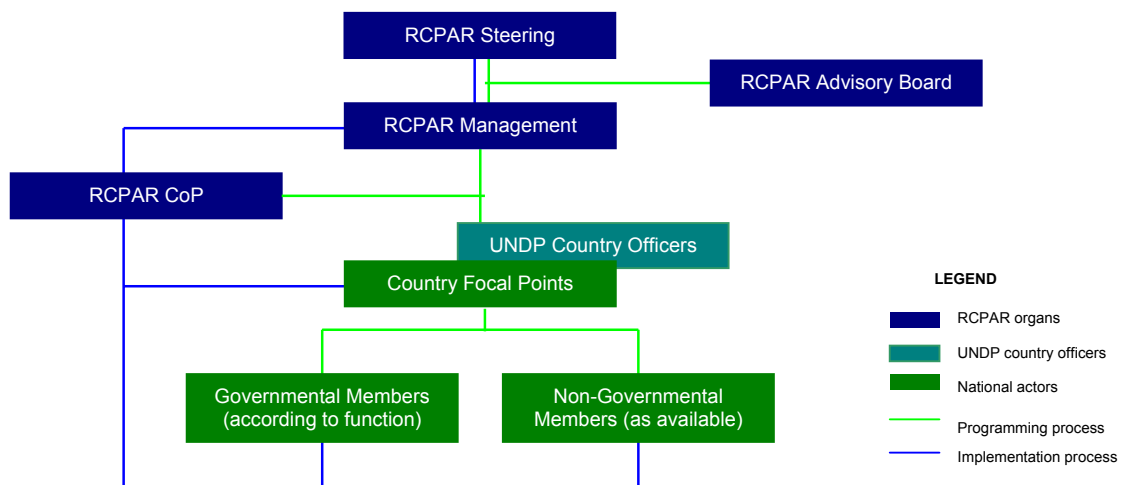 RCPAR Steering
RCPAR Advisory Board
RCPAR Management
RCPAR CoP
UNDP Country Officers
Country Focal Points
Governmental Members
(according to function)
Non-Governmental
Members (as available)
LEGEND
RCPAR organs
UNDP country officers
National actors
Programming process
Implementation process